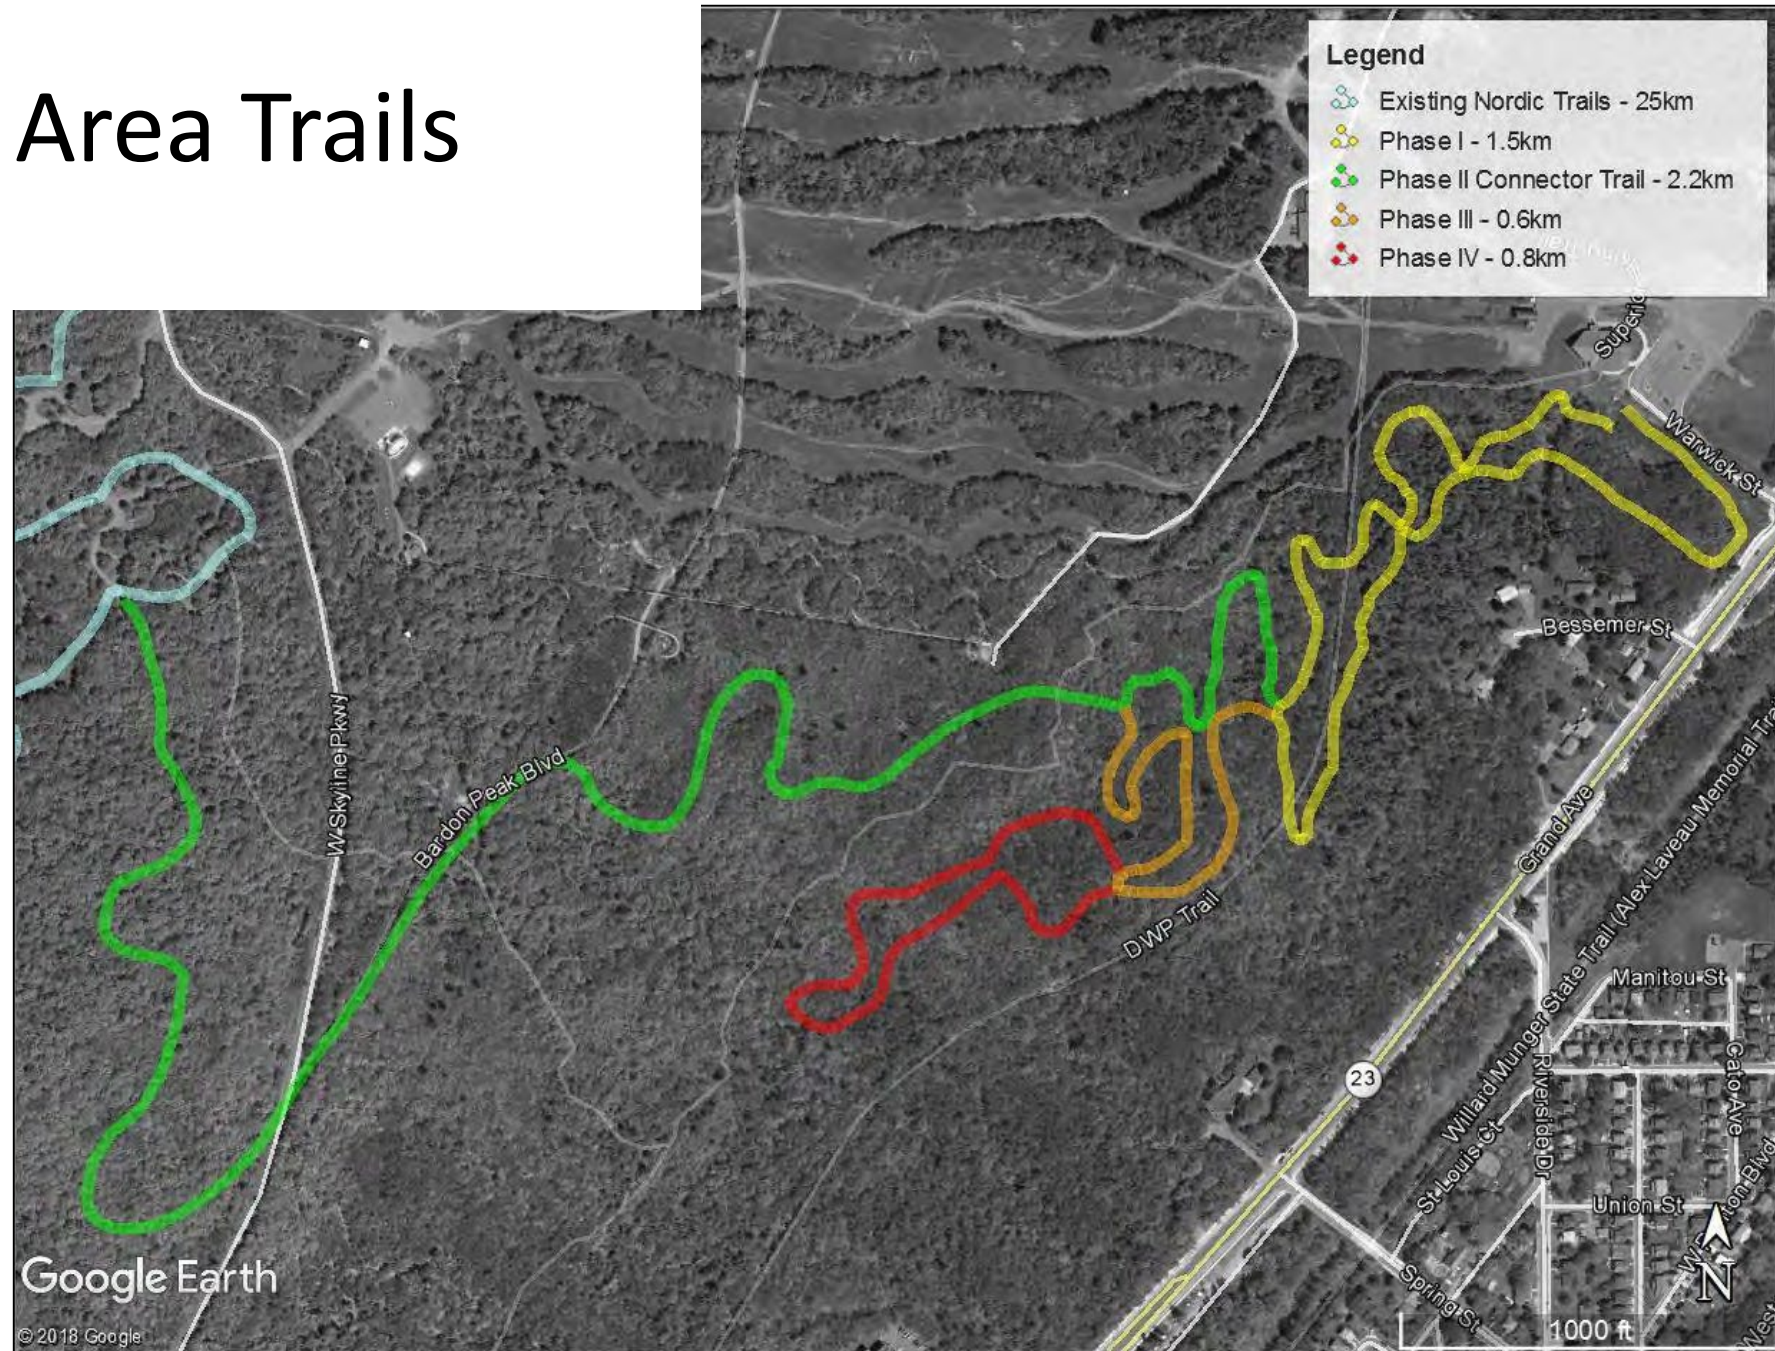 Area Trails
Legend
Existing Nordic Trails - 25km
Phase I - 1.5km
Phase II Connector Trail - 2.2km
Phase III - 0.6km
Phase IV - 0.8km
Warwick St
Bessemer St
W Skyline Pkwy
Bardon Peak Blvd
Grand Ave
DWP Trail
Willard Munger State Trail (Alex Laveau Memorial
Manitou St
23
Riverside Dr
Gato Ave
St Louis Ct
Union St
N
Spring St
Google Earth
© 2018 Google
1000 ft